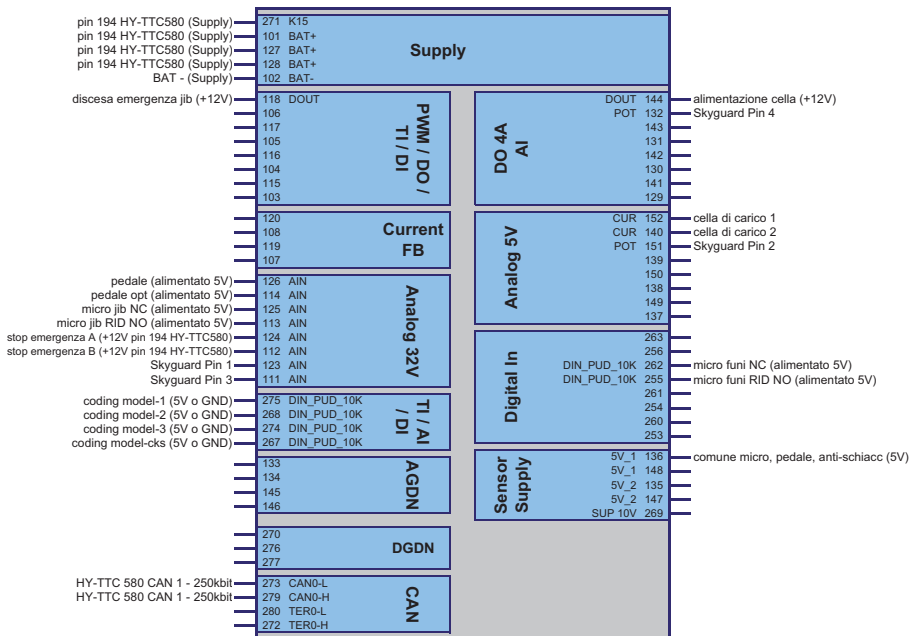 pin 194 HY-TTC580 (Supply) 271 K15
pin 194 HY-TTC580 (Supply) 101 BAT+
pin 194 HY-TTC580 (Supply) 127 BAT+
pin 194 HY-TTC580 (Supply) 128 BAT+
BAT - (Supply) 102 BAT-
Supply
discesa emergenza jib (+12V) 118 DOUT
106
117
105
116
104
115
103
PWM / DO /
TI / DI
120
108
119
107
Current
FB
pedale (alimentato 5V) 126 AIN
pedale opt (alimentato 5V) 114 AIN
micro jib NC (alimentato 5V) 125 AIN
micro jib RID NO (alimentato 5V) 113 AIN
stop emergenza A (+12V pin 194 HY-TTC580) 124 AIN
stop emergenza B (+12V pin 194 HY-TTC580) 112 AIN
Skyguard Pin 1 123 AIN
Skyguard Pin 3 111 AIN
Analog 32V
coding model-1 (5V o GND) 275 DIN_PUD_10K
coding model-2 (5V o GND) 268 DIN_PUD_10K
coding model-3 (5V o GND) 274 DIN_PUD_10K
coding model-cks (5V o GND) 267 DIN_PUD_10K
TI / AI
/ DI
133
134
145
146
AGDN
270
276
277
DGDN
HY-TTC 580 CAN 1 - 250kbit 273 CAN0-L
HY-TTC 580 CAN 1 - 250kbit 279 CAN0-H
280 TER0-L
272 TER0-H
CAN
DO 4A
AI
DOUT 144 alimentazione cella (+12V)
POT 132 Skyguard Pin 4
143
131
142
130
141
129
Analog 5V
CUR 152 cella di carico 1
CUR 140 cella di carico 2
POT 151 Skyguard Pin 2
139
150
138
149
137
Digital In
263
256
DIN_PUD_10K 262 micro funi NC (alimentato 5V)
DIN_PUD_10K 255 micro funi RID NO (alimentato 5V)
261
254
260
253
Sensor
Supply
5V_1 136 comune micro, pedale, anti-schiacc (5V)
5V_1 148
5V_2 135
5V_2 147
SUP 10V 269